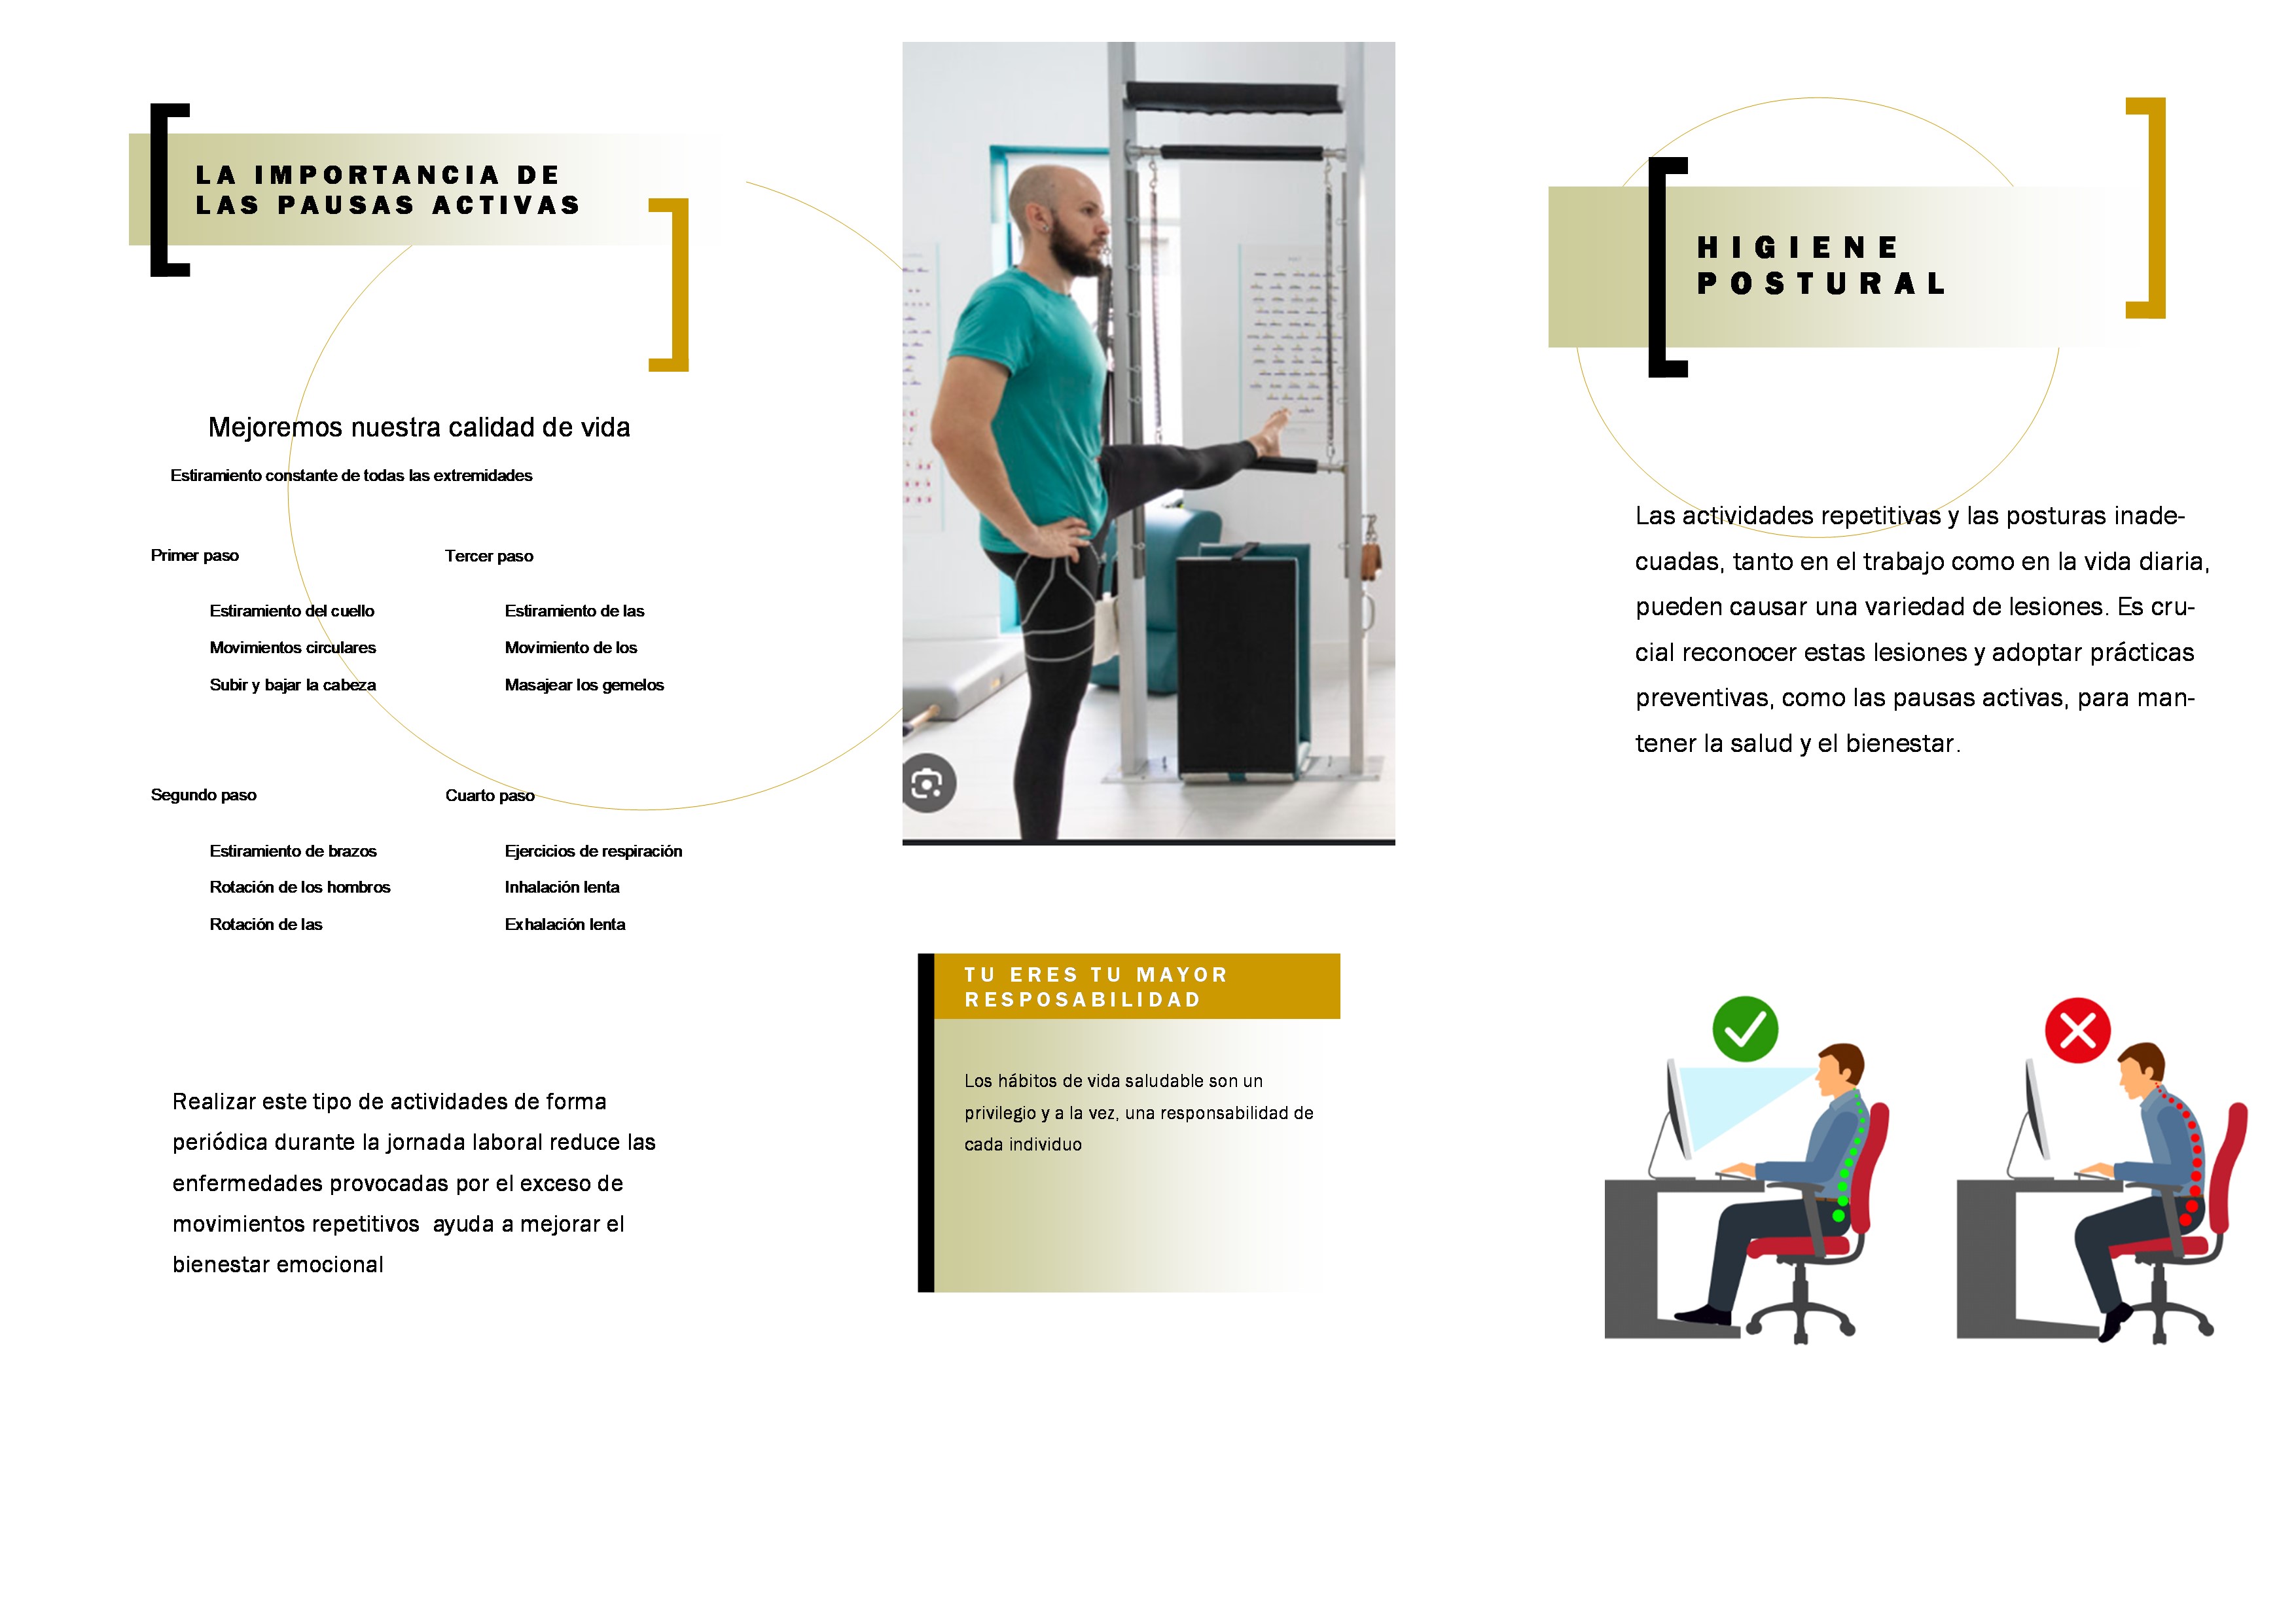 LA IMPORTANCIA DE
LAS PAUSAS ACTIVAS
Mejoremos nuestra calidad de vida
Estiramiento constante de todas las extremidades
Primer paso
Estiramiento del cuello
Movimientos circulares
Subir y bajar la cabeza
Segundo paso
Estiramiento de brazos
Rotación de los hombros
Rotación de las
Tercer paso
Estiramiento de las
Movimiento de los
Masajear los gemelos
Cuarto paso
Ejercicios de respiración
Inhalación lenta
Exhalación lenta
Realizar este tipo de actividades de forma
periódica durante la jornada laboral reduce las
enfermedades provocadas por el exceso de
movimientos repetitivos  ayuda a mejorar el
bienestar emocional
TU ERES TU MAYOR
RESPOSABILIDAD
Los hábitos de vida saludable son un
privilegio y a la vez, una responsabilidad de
cada individuo
HIGIENE
POSTURAL
Las actividades repetitivas y las posturas inade-
cuadas, tanto en el trabajo como en la vida diaria,
pueden causar una variedad de lesiones. Es cru-
cial reconocer estas lesiones y adoptar prácticas
preventivas, como las pausas activas, para man-
tener la salud y el bienestar.